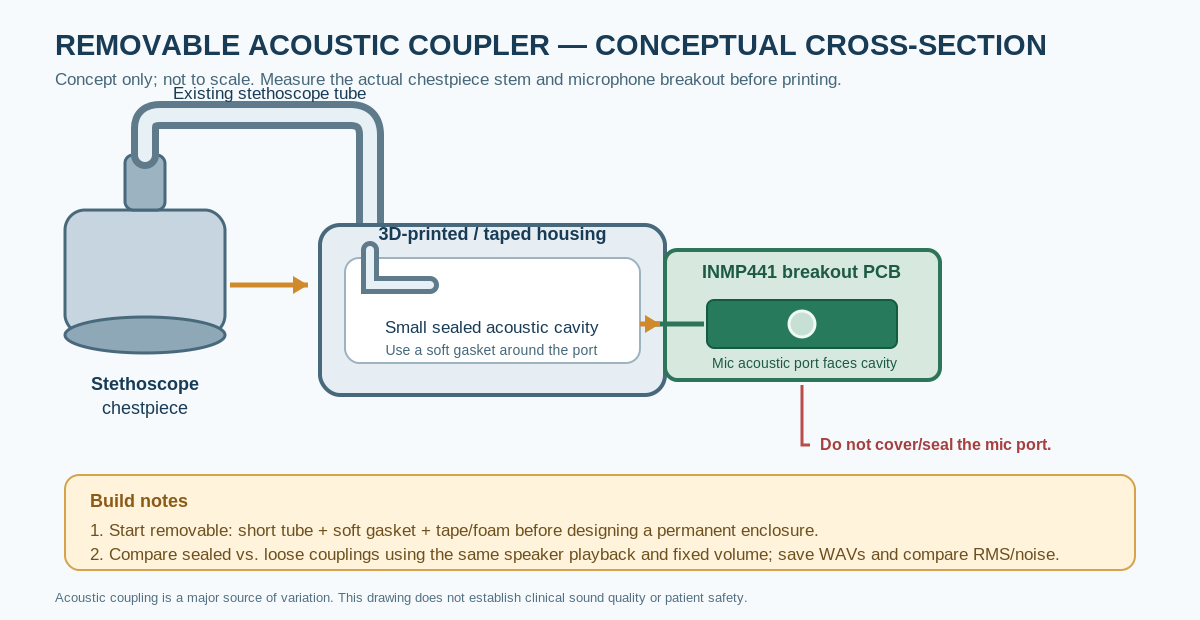 REMOVABLE ACOUSTIC COUPLER — CONCEPTUAL CROSS-SECTION
Concept only; not to scale. Measure the actual chestpiece stem and microphone breakout before printing.
Existing stethoscope tube
3D-printed / taped housing
INMP441 breakout PCB
Small sealed acoustic cavity
Use a soft gasket around the port
Mic acoustic port faces cavity
Stethoscope
chestpiece
Do not cover/seal the mic port.
Build notes
1. Start removable: short tube + soft gasket + tape/foam before designing a permanent enclosure.
2. Compare sealed vs. loose couplings using the same speaker playback and fixed volume; save WAVs and compare RMS/noise.
Acoustic coupling is a major source of variation. This drawing does not establish clinical sound quality or patient safety.